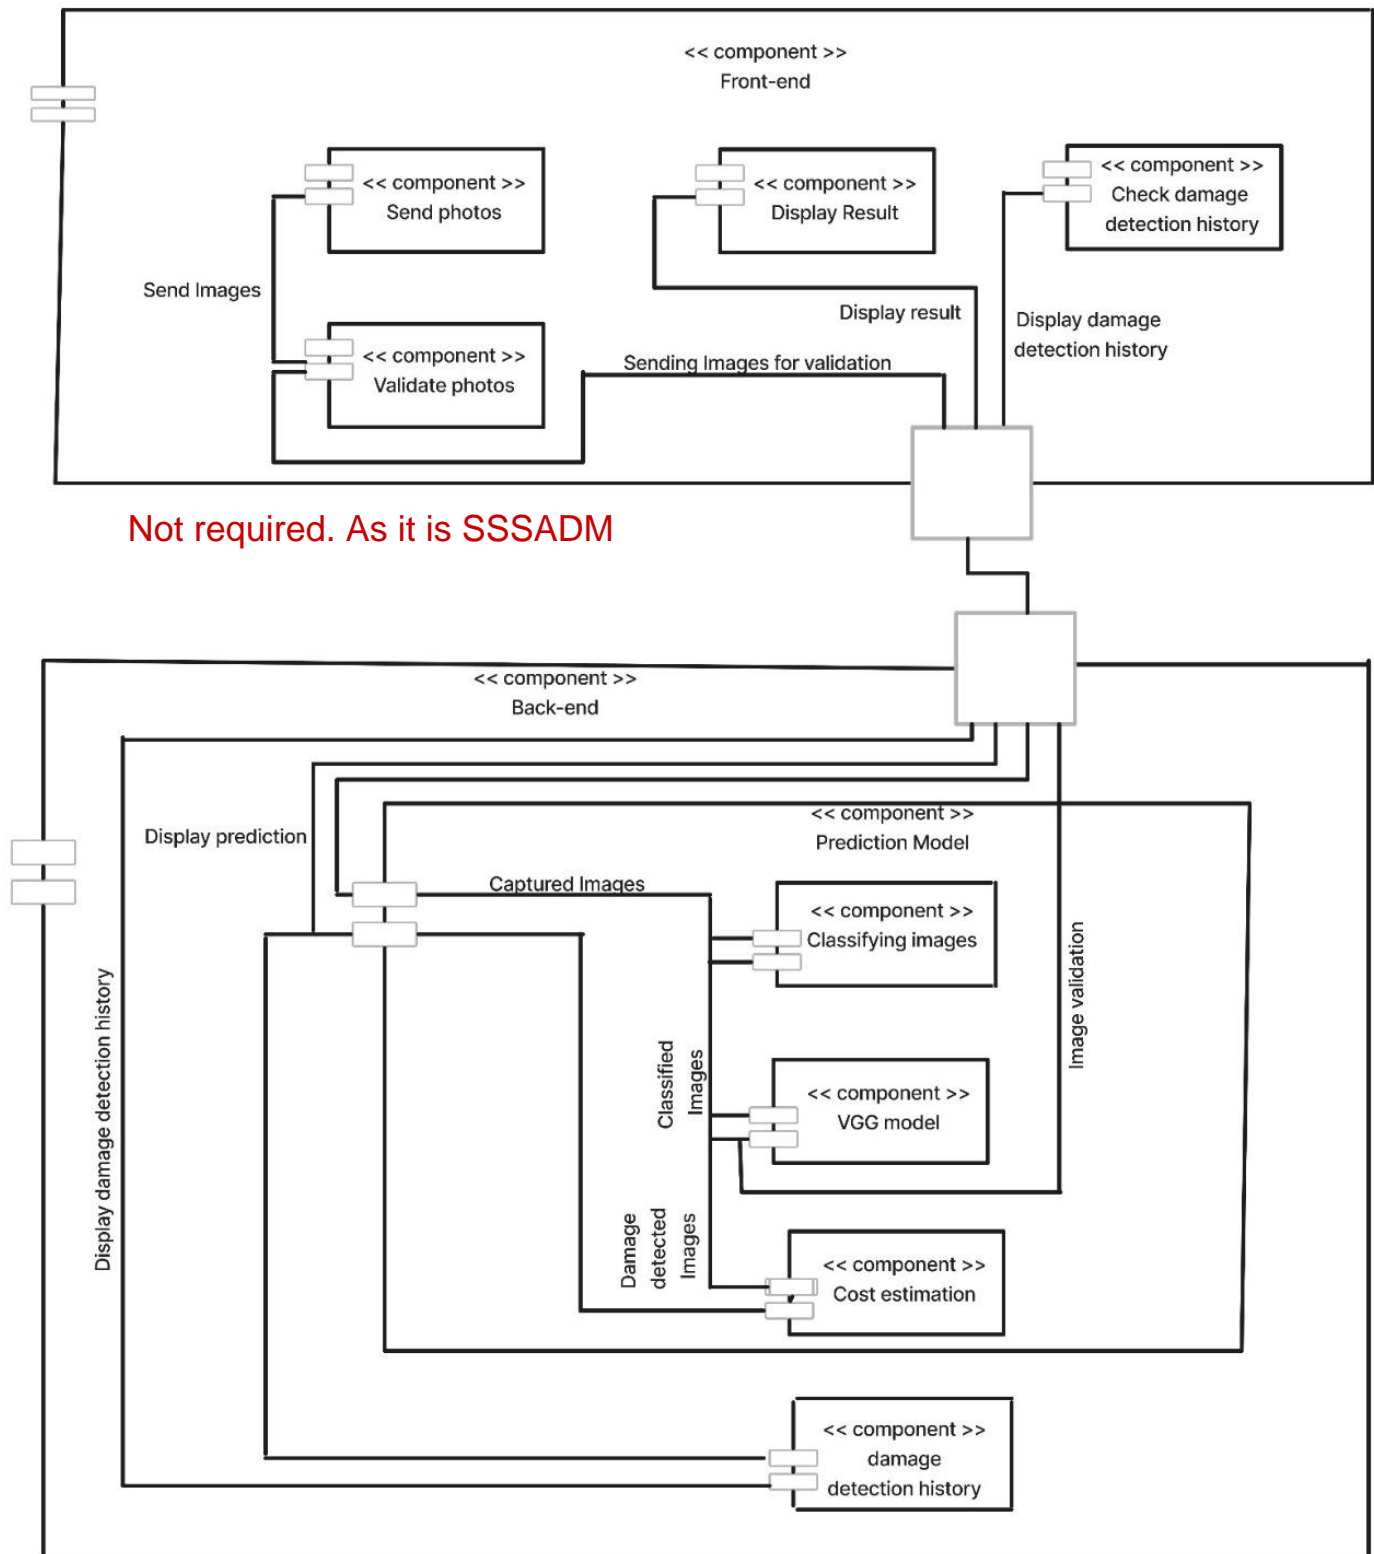 << component >>
Front-end
<< component >>
Send photos
<< component >>
Display Result
<< component >>
Check damage
detection history
Send Images
Display result
Display damage
detection history
<< component >>
Validate photos
Sending Images for validation
Not required. As it is SSSADM
<< component >>
Back-end
Display prediction
<< component >>
Prediction Model
Captured Images
<< component >>
Classifying images
Image validation
Display damage detection history
Classified
Images
<< component >>
VGG model
Damage
detected
Images
<< component >>
Cost estimation
<< component >>
damage
detection history